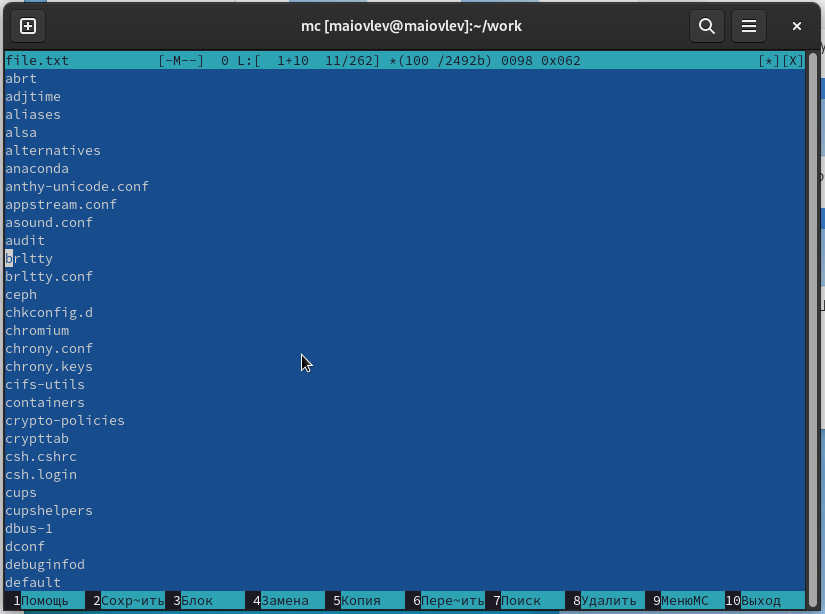 mc [maiovlev@maiovlev]:~/work
file.txt [-M--] 0 L:[ 1+10 11/262] *(100 /2492b) 0098 0x062 [*][X]
abrt
adjtime
aliases
alsa
alternatives
anaconda
anthy-unicode.conf
appstream.conf
asound.conf
audit
brltty
brltty.conf
ceph
chkconfig.d
chromium
chrony.conf
chrony.keys
cifs-utils
containers
crypto-policies
crypttab
csh.cshrc
csh.login
cups
cupshelpers
dbus-1
dconf
debuginfod
default
1Помощь 2Сохр~ить 3Блок 4Замена 5Копия 6Пере~ить 7Поиск 8Удалить 9МенюMC 10Выход